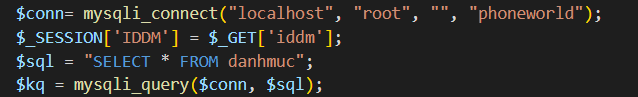 $conn= mysqli_connect("localhost", "root", "", "phoneworld");
$_SESSION['IDDM'] = $_GET['iddm'];
$sql = "SELECT * FROM danhmuc";
$kq = mysqli_query($conn, $sql);